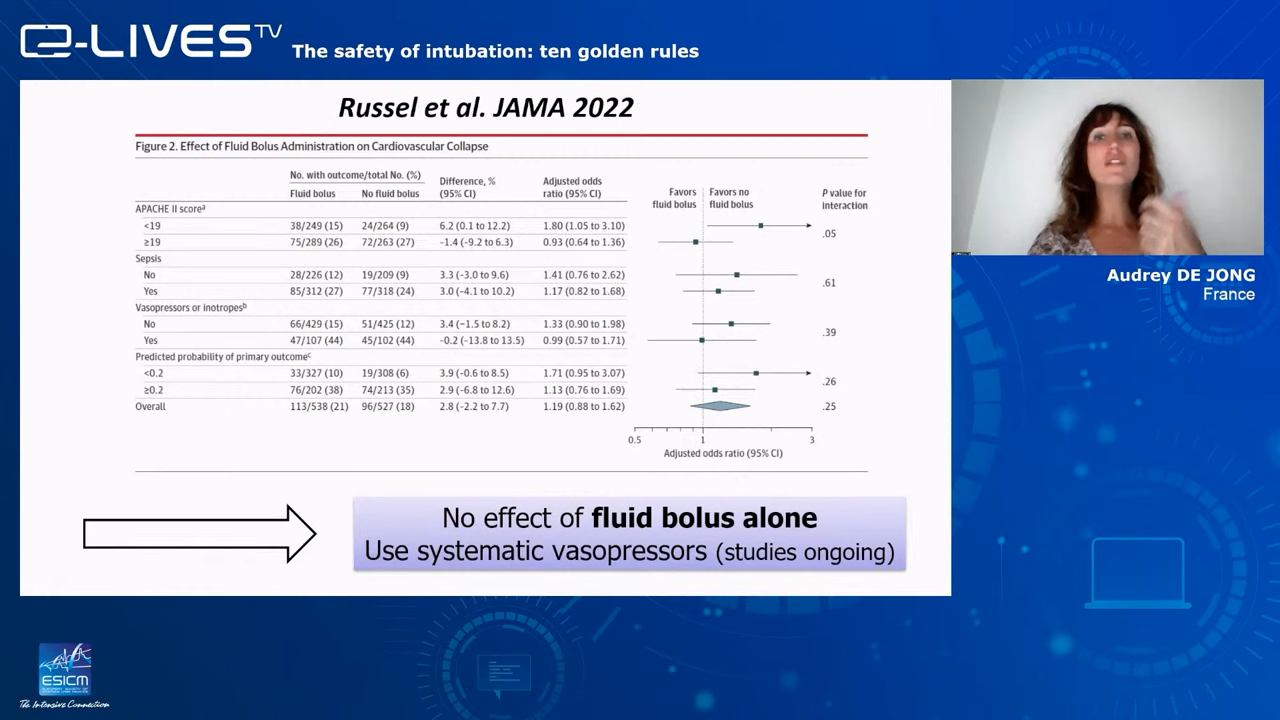 e-LIVES TV The safety of intubation: ten golden rules
Russel et al. JAMA 2022
Figure 2. Effect of Fluid Bolus Administration on Cardiovascular Collapse
No. with outcome/total No. (%)
Fluid bolus No fluid bolus
Difference, %
(95% CI)
Adjusted odds
ratio (95% CI)
Favors
fluid bolus
Favors no
fluid bolus
P value for
interaction
APACHE II scoreᵃ
<19 38/249 (15) 24/264 (9) 6.2 (0.1 to 12.2) 1.80 (1.05 to 3.10) .05
≥19 75/289 (26) 72/263 (27) -1.4 (-9.2 to 6.3) 0.93 (0.64 to 1.36)
Sepsis
No 28/226 (12) 19/209 (9) 3.3 (-3.0 to 9.6) 1.41 (0.76 to 2.62) .61
Yes 85/312 (27) 77/318 (24) 3.0 (-4.1 to 10.2) 1.17 (0.82 to 1.68)
Vasopressors or inotropesᵇ
No 66/429 (15) 51/425 (12) 3.4 (−1.5 to 8.2) 1.33 (0.90 to 1.98) .39
Yes 47/107 (44) 45/102 (44) -0.2 (-13.8 to 13.5) 0.99 (0.57 to 1.71)
Predicted probability of primary outcomeᶜ
<0.2 33/327 (10) 19/308 (6) 3.9 (-0.6 to 8.5) 1.71 (0.95 to 3.07) .26
≥0.2 76/202 (38) 74/213 (35) 2.9 (-6.8 to 12.6) 1.13 (0.76 to 1.69)
Overall 113/538 (21) 96/527 (18) 2.8 (-2.2 to 7.7) 1.19 (0.88 to 1.62) .25
0.5 1 3
Adjusted odds ratio (95% CI)
No effect of fluid bolus alone
Use systematic vasopressors (studies ongoing)
Audrey DE JONG
France
ESICM
The Intensive Connection